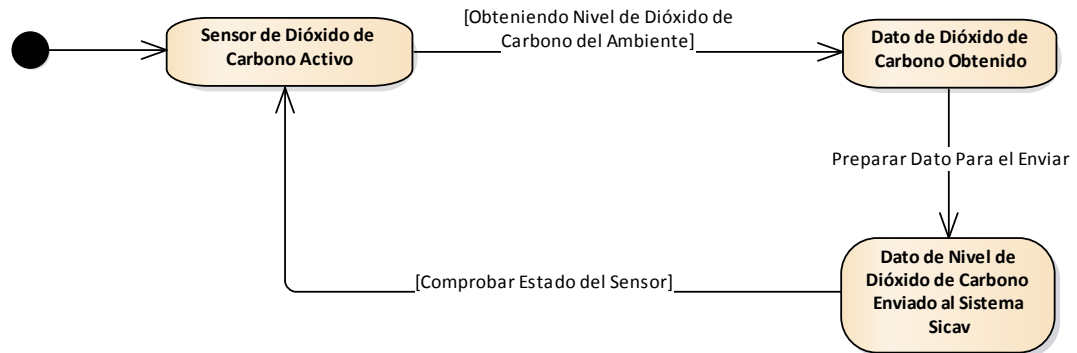 Sensor de Dióxido de
Carbono Activo
[Obteniendo Nivel de Dióxido de
Carbono del Ambiente]
Dato de Dióxido de
Carbono Obtenido
Preparar Dato Para el Enviar
Dato de Nivel de
Dióxido de Carbono
Enviado al Sistema
Sicav
[Comprobar Estado del Sensor]